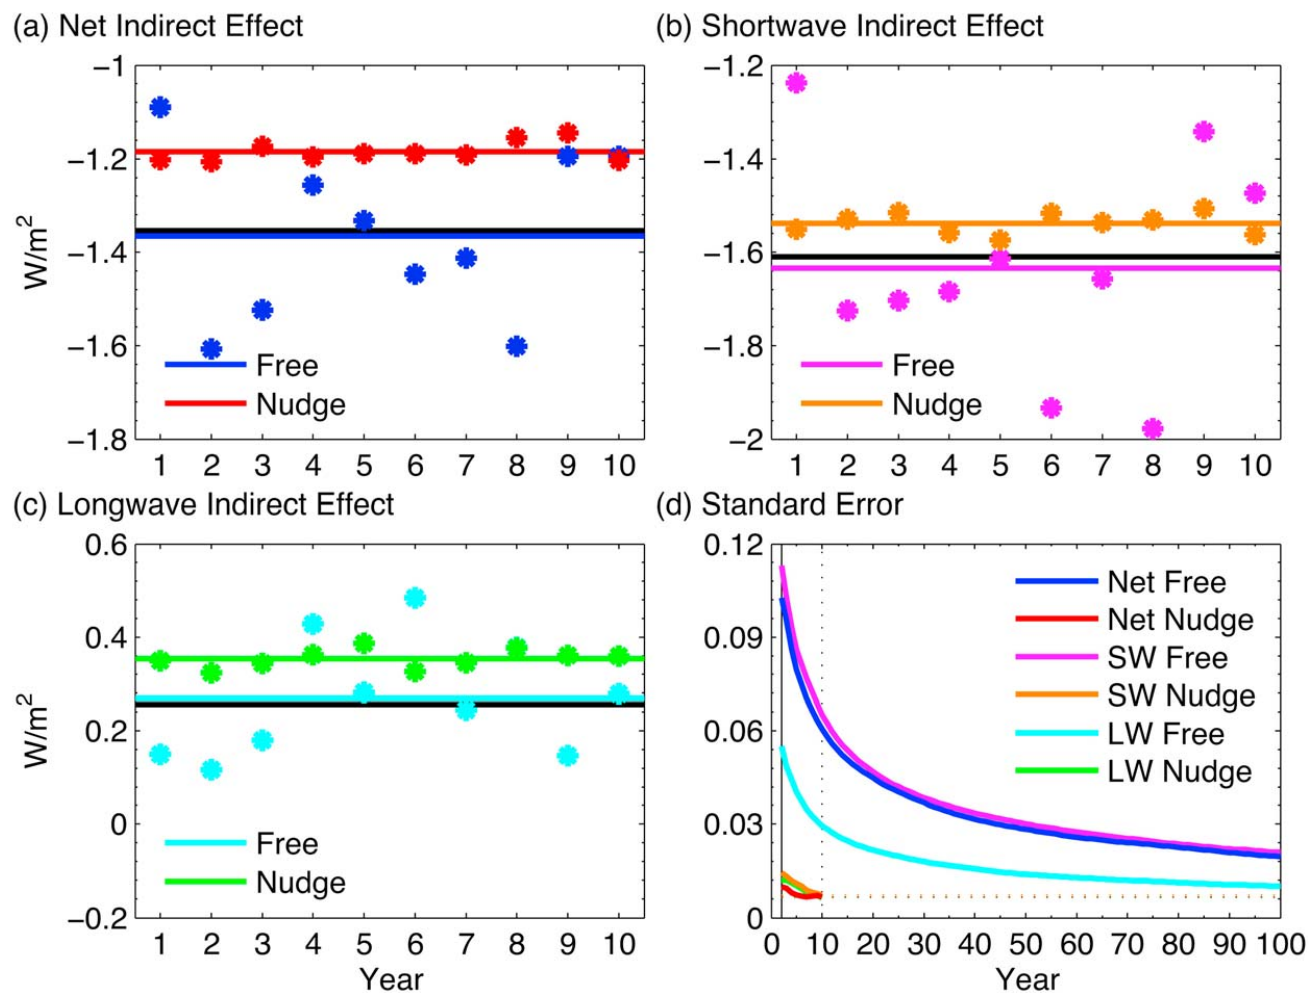 (a) Net Indirect Effect
−1
−1.2
−1.4
−1.6
−1.8
W/m²
Free
Nudge
1 2 3 4 5 6 7 8 9 10
(b) Shortwave Indirect Effect
−1.2
−1.4
−1.6
−1.8
−2
Free
Nudge
1 2 3 4 5 6 7 8 9 10
(c) Longwave Indirect Effect
0.6
0.4
0.2
0
−0.2
W/m²
Free
Nudge
1 2 3 4 5 6 7 8 9 10
Year
(d) Standard Error
0.12
0.09
0.06
0.03
0
Net Free
Net Nudge
SW Free
SW Nudge
LW Free
LW Nudge
0 10 20 30 40 50 60 70 80 90 100
Year